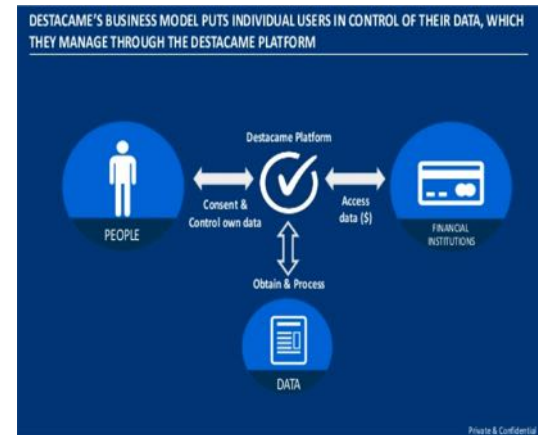 DESTACAME'S BUSINESS MODEL PUTS INDIVIDUAL USERS IN CONTROL OF THEIR DATA, WHICH
THEY MANAGE THROUGH THE DESTACAME PLATFORM
Destacame Platform
Consent &
Control own data
Access
data ($)
PEOPLE
FINANCIAL
INSTITUTIONS
Obtain & Process
DATA
Private & Confidential